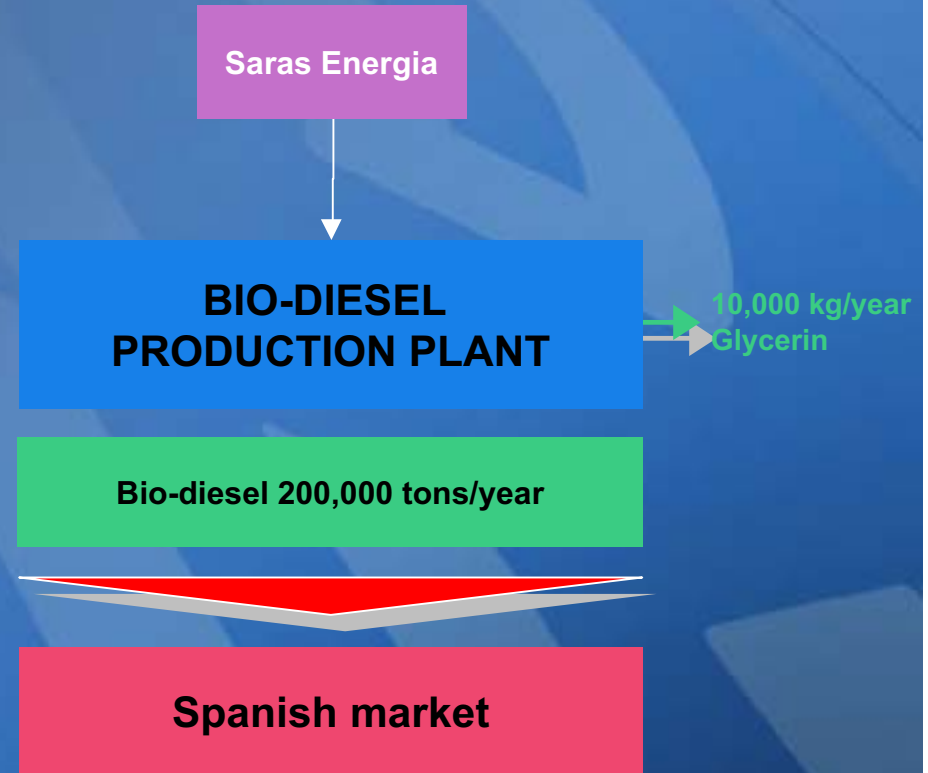 Saras Energia
BIO-DIESEL
PRODUCTION PLANT
10,000 kg/year
Glycerin
Bio-diesel 200,000 tons/year
Spanish market